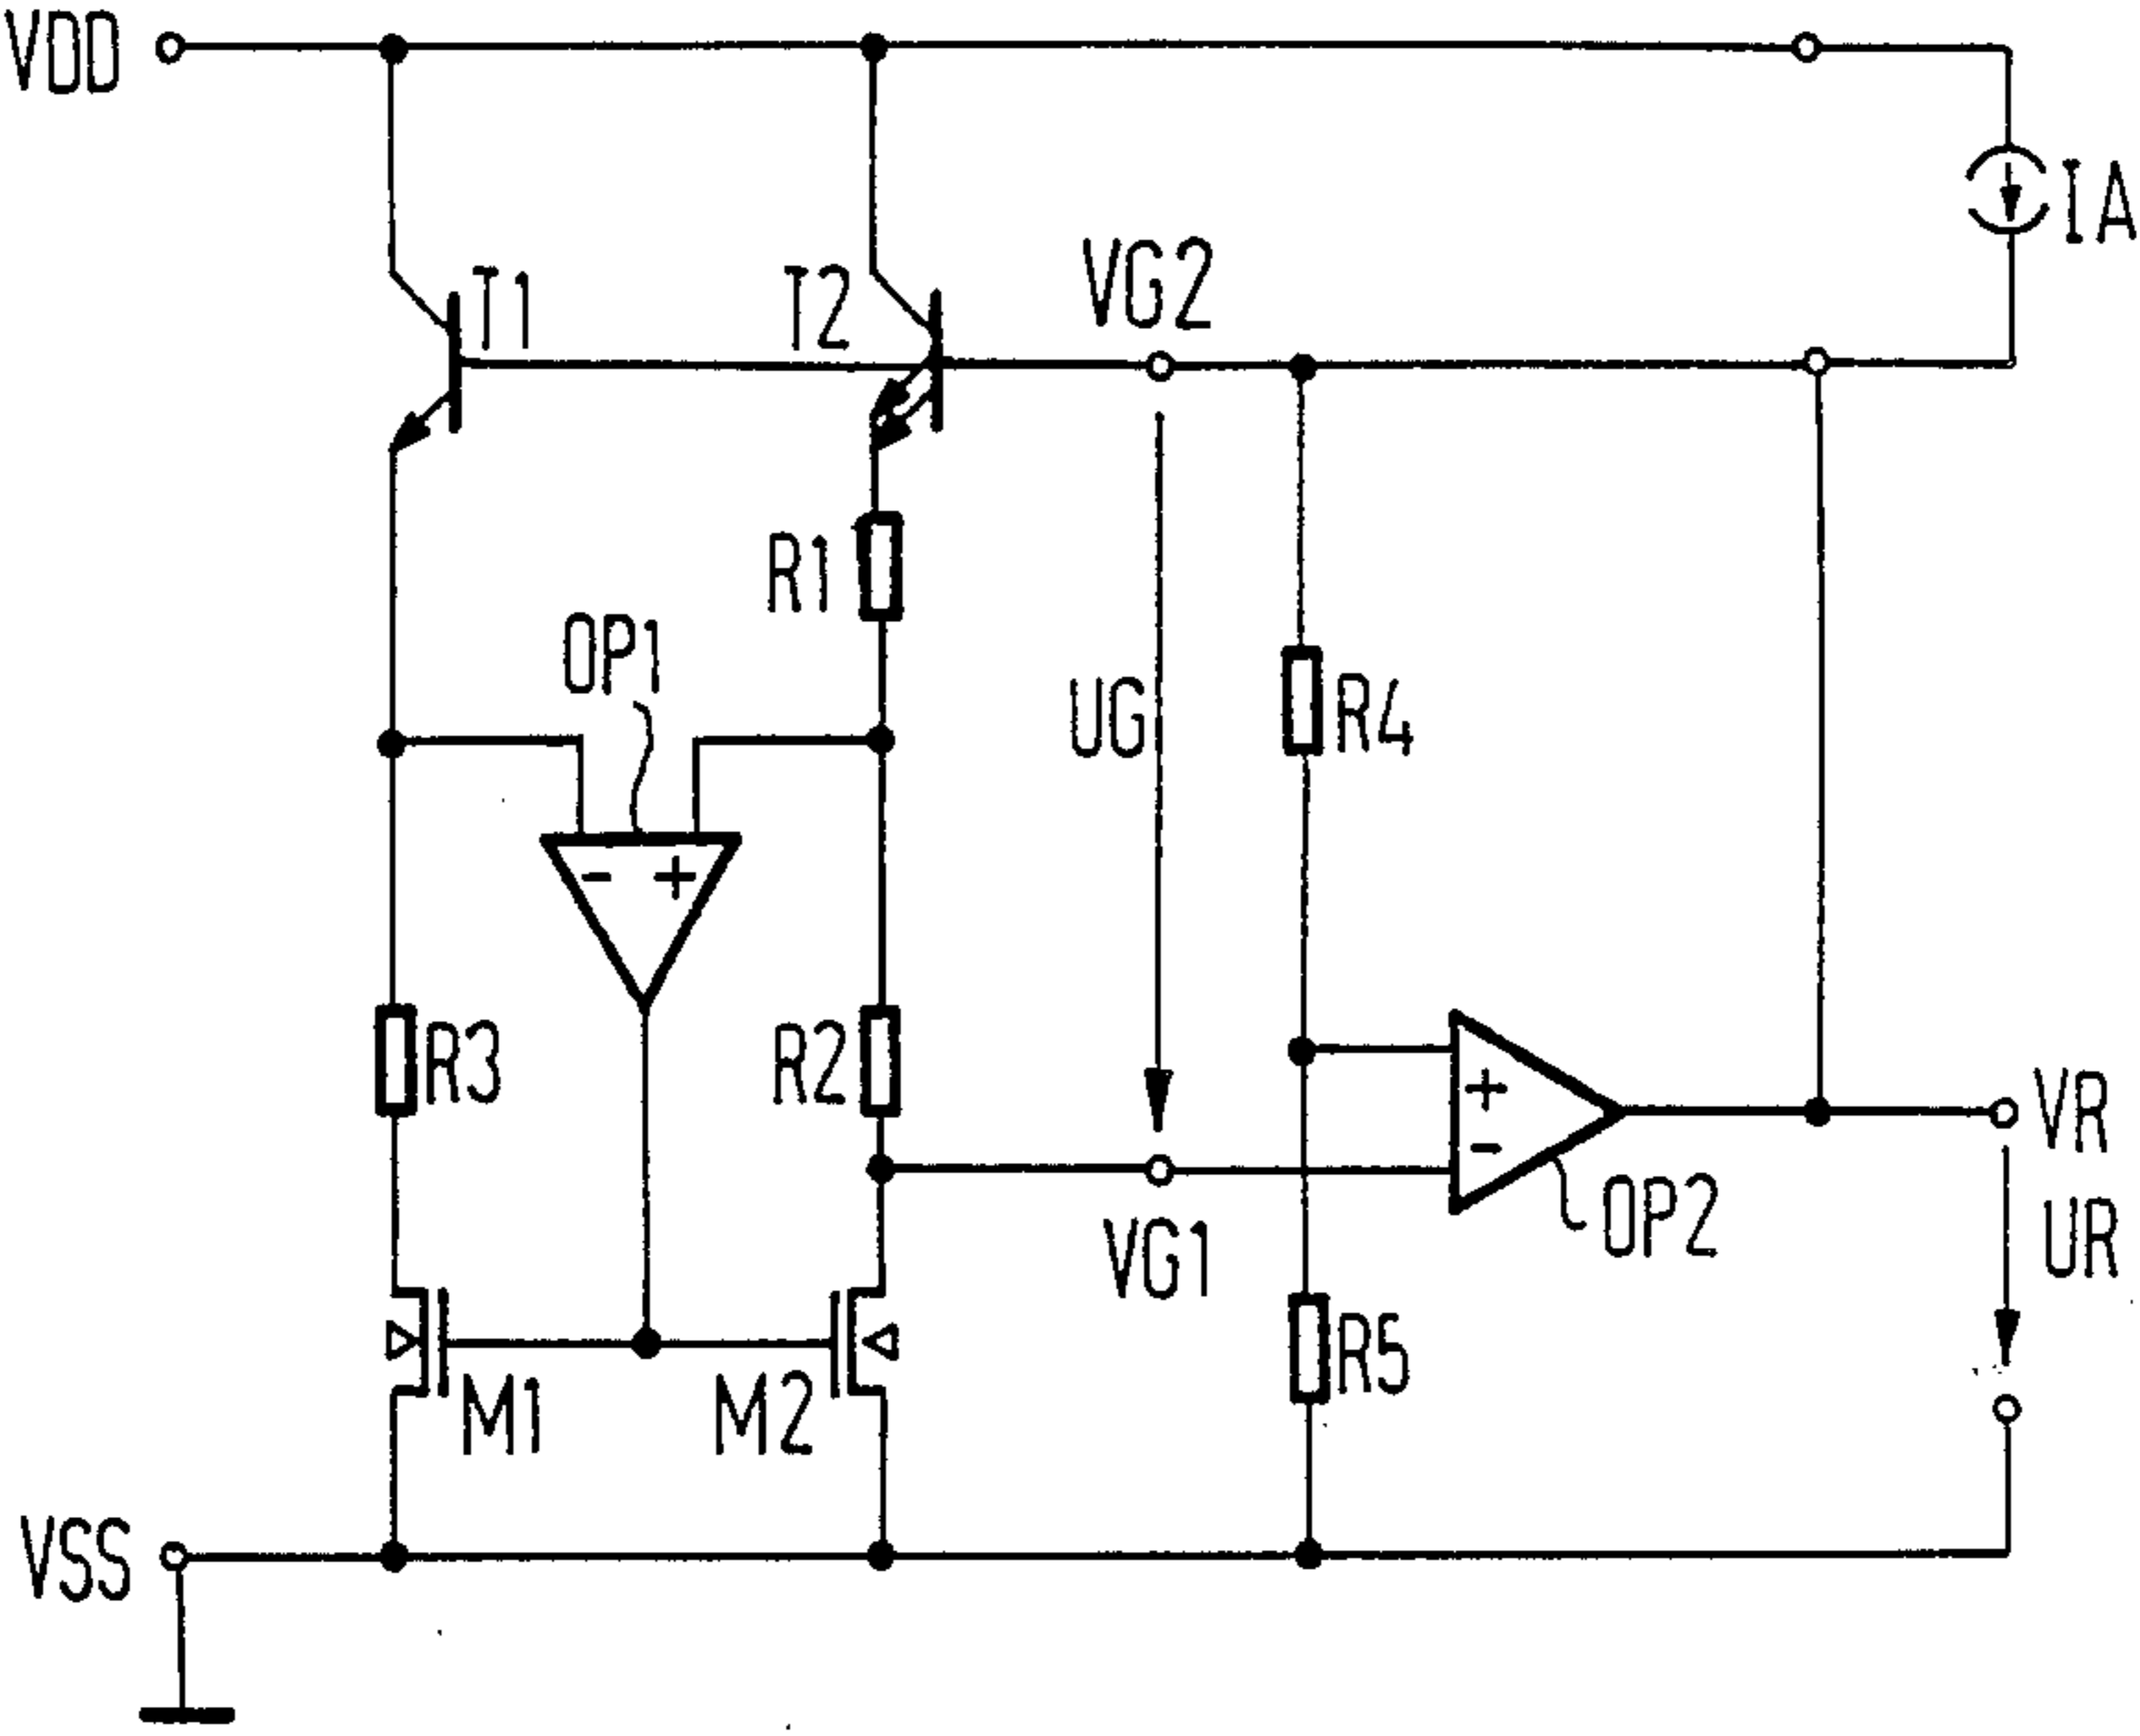 VDD
IA
T1
T2
VG2
R1
OP1
UG
R4
- +
R3
R2
+
-
VR
OP2
UR
VG1
R5
M1
M2
VSS